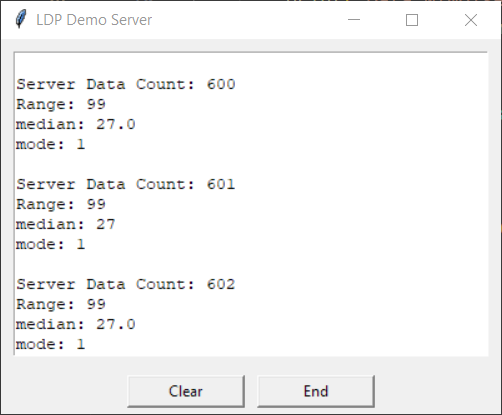 LDP Demo Server
Server Data Count: 600
Range: 99
median: 27.0
mode: 1
Server Data Count: 601
Range: 99
median: 27
mode: 1
Server Data Count: 602
Range: 99
median: 27.0
mode: 1
Clear
End